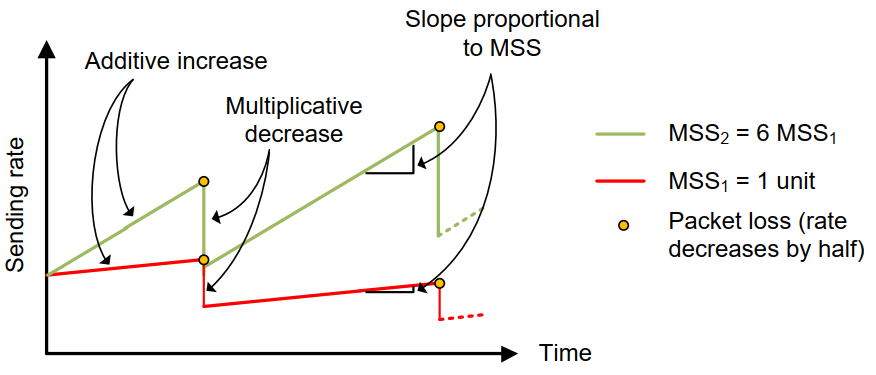 Slope proportional
to MSS
Additive increase
Multiplicative
decrease
Sending rate
MSS₂ = 6 MSS₁
MSS₁ = 1 unit
Packet loss (rate
decreases by half)
Time